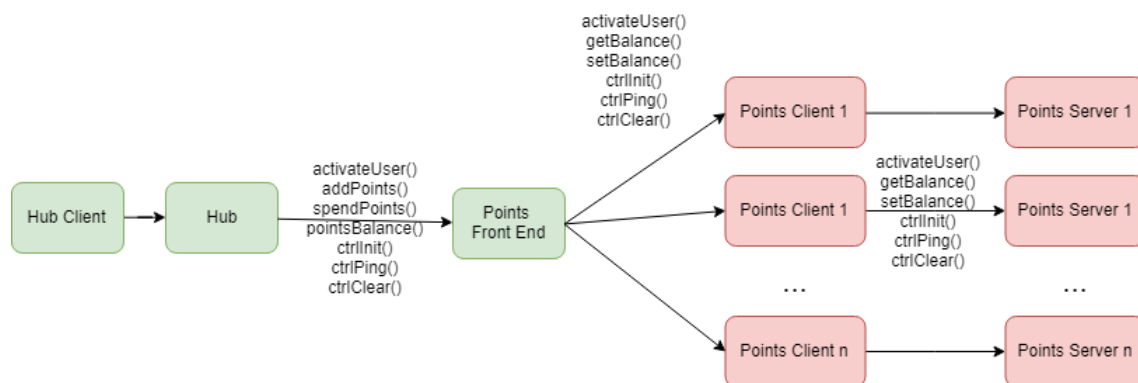 activateUser()
getBalance()
setBalance()
ctrlInit()
ctrlPing()
ctrlClear()
Points Client 1
Points Server 1
activateUser()
addPoints()
spendPoints()
pointsBalance()
ctrlInit()
ctrlPing()
ctrlClear()
Hub Client
Hub
Points
Front End
Points Client 1
activateUser()
getBalance()
setBalance()
ctrlInit()
ctrlPing()
ctrlClear()
Points Server 1
...
...
Points Client n
Points Server n